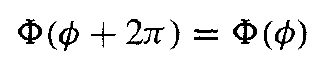 Φ(ϕ + 2π) = Φ(ϕ)